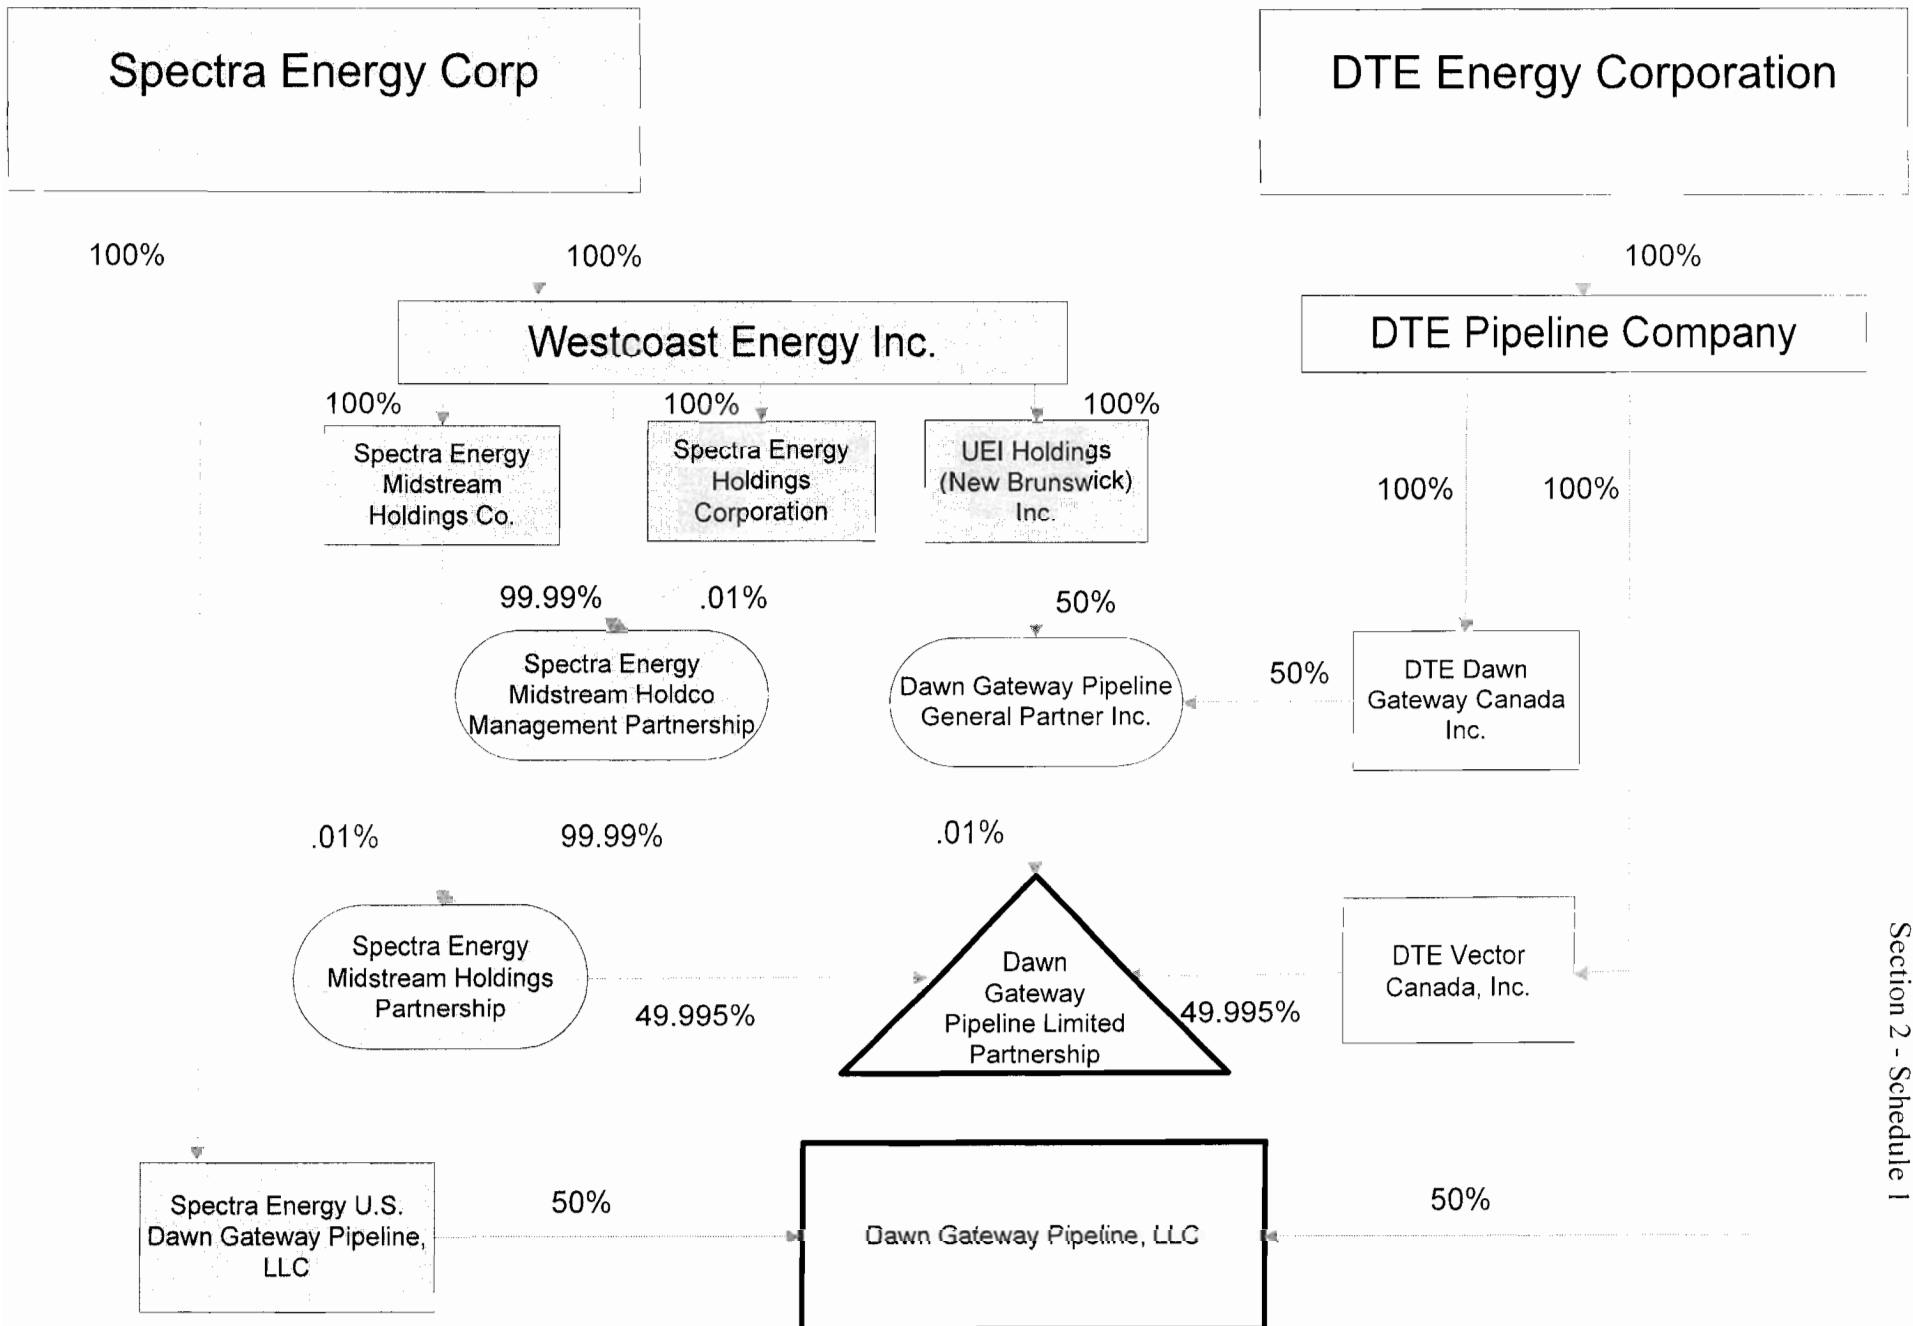 Spectra Energy Corp
DTE Energy Corporation
100%
100%
100%
Westcoast Energy Inc.
DTE Pipeline Company
100%
100%
100%
Spectra Energy
Midstream
Holdings Co.
Spectra Energy
Holdings
Corporation
UEI Holdings
(New Brunswick)
Inc.
100%
100%
99.99%
.01%
50%
Spectra Energy
Midstream Holdco
Management Partnership
Dawn Gateway Pipeline
General Partner Inc.
50%
DTE Dawn
Gateway Canada
Inc.
.01%
99.99%
.01%
Spectra Energy
Midstream Holdings
Partnership
49.995%
Dawn
Gateway
Pipeline Limited
Partnership
49.995%
DTE Vector
Canada, Inc.
Spectra Energy U.S.
Dawn Gateway Pipeline,
LLC
50%
Dawn Gateway Pipeline, LLC
50%
Section 2 - Schedule 1